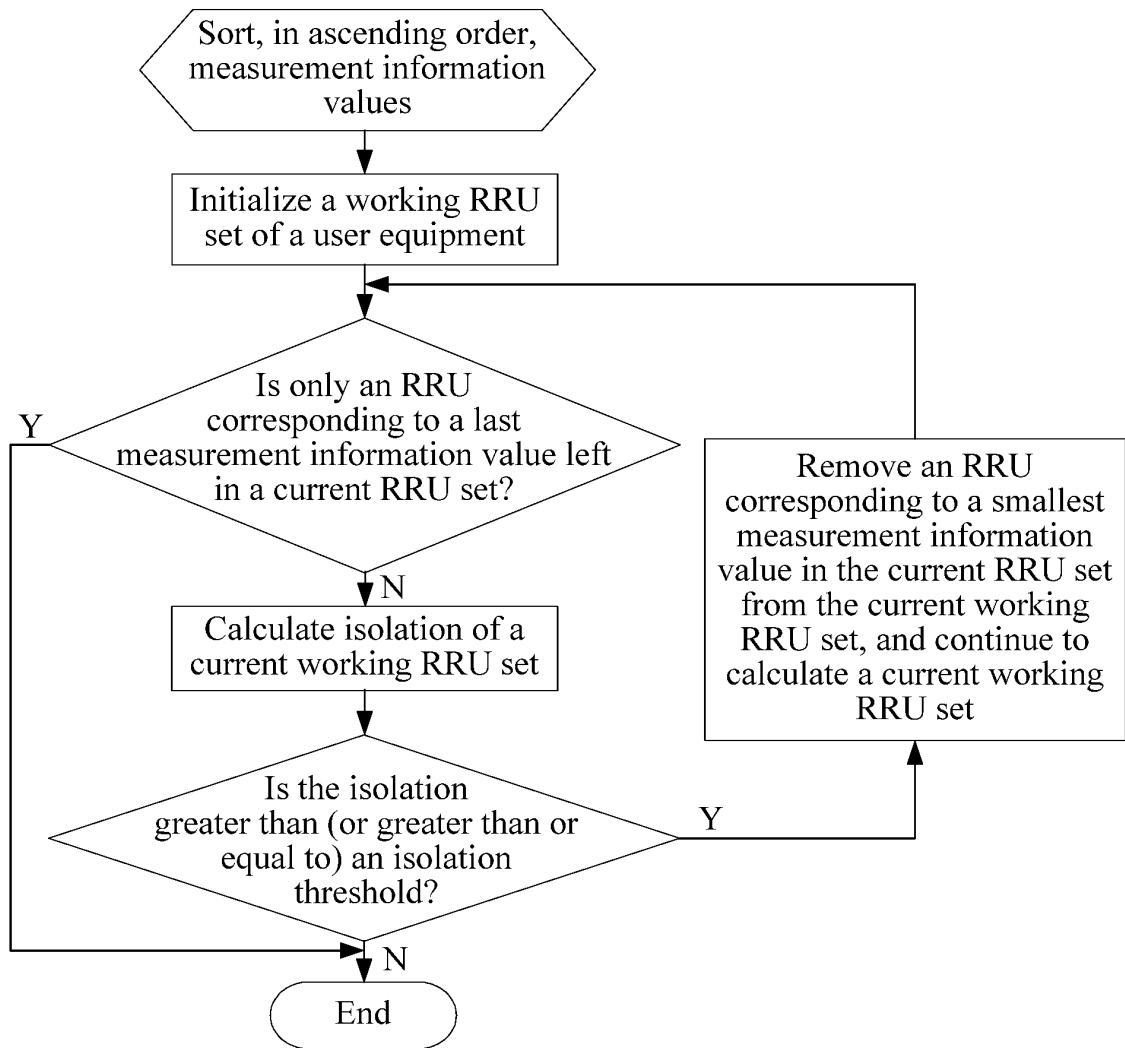 Sort, in ascending order,
measurement information
values
Initialize a working RRU
set of a user equipment
Is only an RRU
corresponding to a last
measurement information value left
in a current RRU set?
Y
N
Calculate isolation of a
current working RRU set
Is the isolation
greater than (or greater than or
equal to) an isolation
threshold?
Y
Remove an RRU
corresponding to a smallest
measurement information
value in the current RRU set
from the current working
RRU set, and continue to
calculate a current working
RRU set
N
End